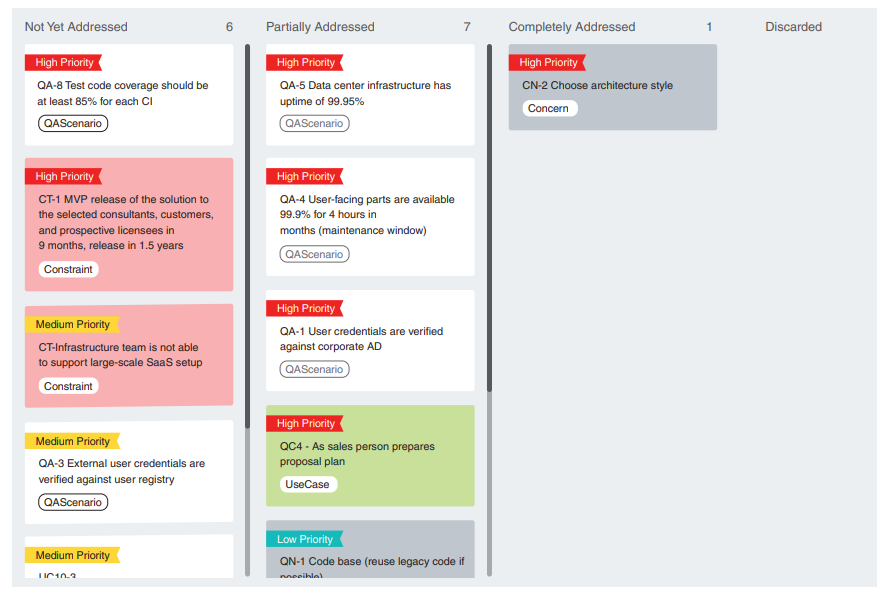 Not Yet Addressed 6
High Priority
QA-8 Test code coverage should be
at least 85% for each CI
QAScenario
High Priority
CT-1 MVP release of the solution to
the selected consultants, customers,
and prospective licensees in
9 months, release in 1.5 years
Constraint
Medium Priority
CT-Infrastructure team is not able
to support large-scale SaaS setup
Constraint
Medium Priority
QA-3 External user credentials are
verified against user registry
QAScenario
Medium Priority
UC10-3
Partially Addressed 7
High Priority
QA-5 Data center infrastructure has
uptime of 99.95%
QAScenario
High Priority
QA-4 User-facing parts are available
99.9% for 4 hours in
months (maintenance window)
QAScenario
High Priority
QA-1 User credentials are verified
against corporate AD
QAScenario
High Priority
QC4 - As sales person prepares
proposal plan
UseCase
Low Priority
QN-1 Code base (reuse legacy code if
possible)
Completely Addressed 1
High Priority
CN-2 Choose architecture style
Concern
Discarded